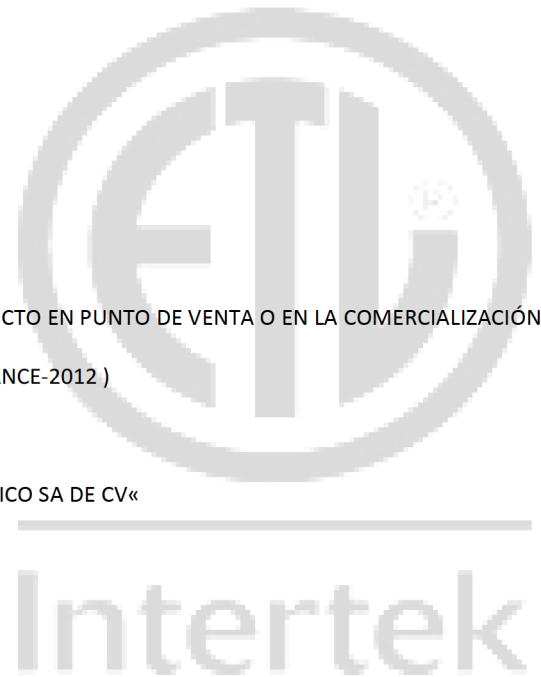 ETL
CTO EN PUNTO DE VENTA O EN LA COMERCIALIZACIÓN
NCE-2012 )
ICO SA DE CV«
Intertek